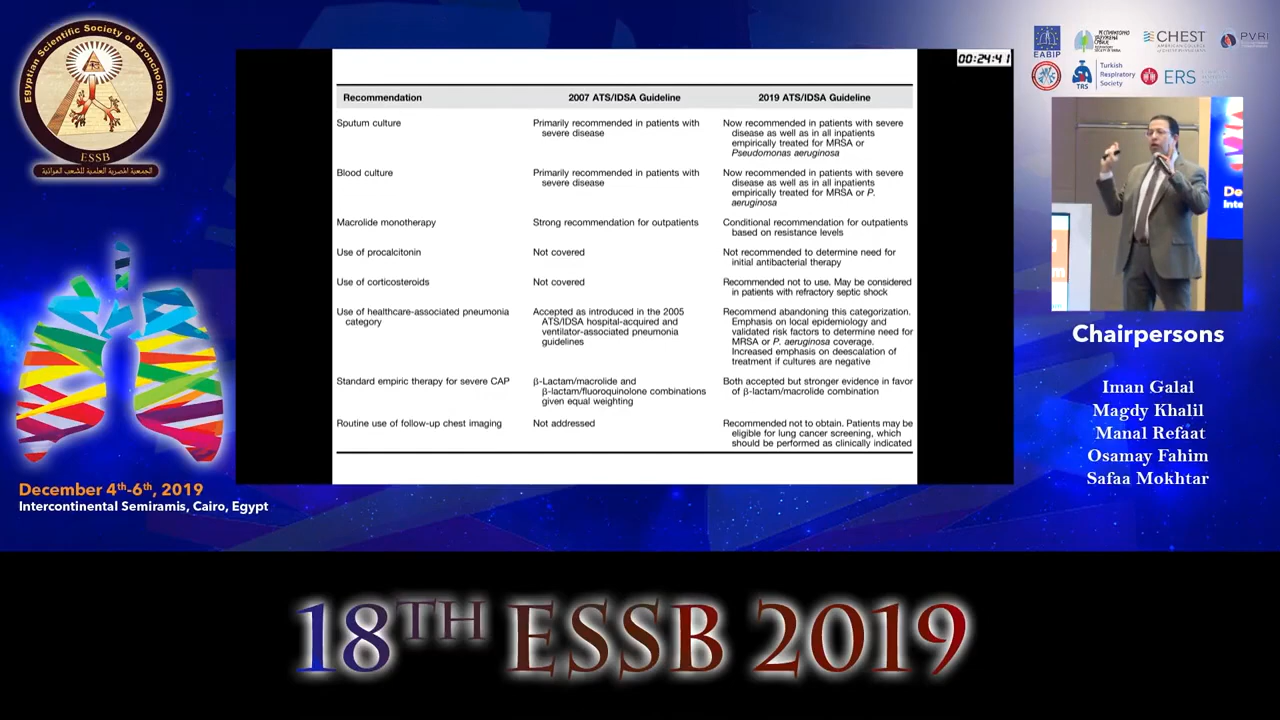 Egyptian Scientific Society of Bronchology
ESSB
الجمعية المصرية العلمية للشعب الهوائية
December 4th-6th, 2019
Intercontinental Semiramis, Cairo, Egypt
00:24:41
Recommendation 2007 ATS/IDSA Guideline 2019 ATS/IDSA Guideline
Sputum culture
Primarily recommended in patients with
severe disease
Now recommended in patients with severe
disease as well as in all inpatients
empirically treated for MRSA or
Pseudomonas aeruginosa
Blood culture
Primarily recommended in patients with
severe disease
Now recommended in patients with severe
disease as well as in all inpatients
empirically treated for MRSA or P.
aeruginosa
Macrolide monotherapy
Strong recommendation for outpatients
Conditional recommendation for outpatients
based on resistance levels
Use of procalcitonin
Not covered
Not recommended to determine need for
initial antibacterial therapy
Use of corticosteroids
Not covered
Recommended not to use. May be considered
in patients with refractory septic shock
Use of healthcare-associated pneumonia
category
Accepted as introduced in the 2005
ATS/IDSA hospital-acquired and
ventilator-associated pneumonia
guidelines
Recommend abandoning this categorization.
Emphasis on local epidemiology and
validated risk factors to determine need for
MRSA or P. aeruginosa coverage.
Increased emphasis on deescalation of
treatment if cultures are negative
Standard empiric therapy for severe CAP
β-Lactam/macrolide and
β-lactam/fluoroquinolone combinations
given equal weighting
Both accepted but stronger evidence in favor
of β-lactam/macrolide combination
Routine use of follow-up chest imaging
Not addressed
Recommended not to obtain. Patients may be
eligible for lung cancer screening, which
should be performed as clinically indicated
EABIP
CHEST
PVRI
TRS
Turkish
Respiratory
Society
ERS
De
Inte
Chairpersons
Iman Galal
Magdy Khalil
Manal Refaat
Osamay Fahim
Safaa Mokhtar
18TH ESSB 2019